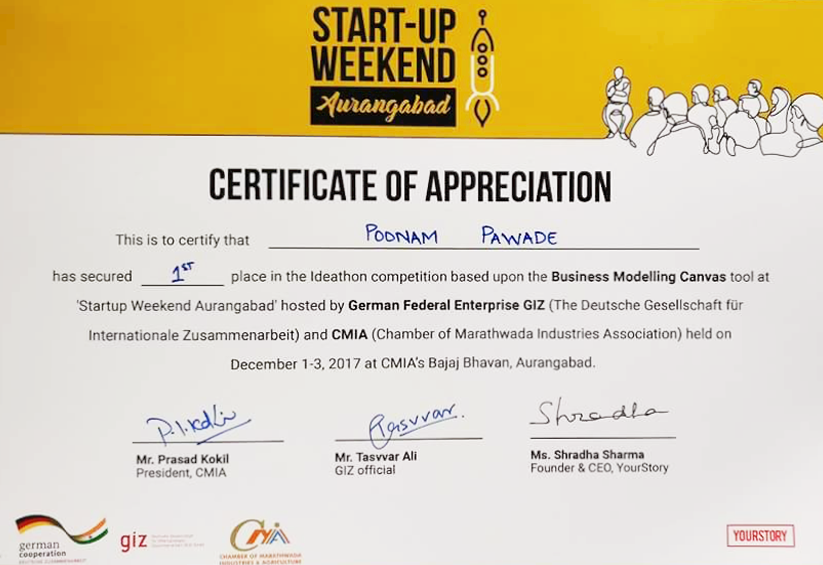 START-UP
WEEKEND
Aurangabad
CERTIFICATE OF APPRECIATION
This is to certify that POONAM PAWADE
has secured 1ST place in the Ideathon competition based upon the Business Modelling Canvas tool at
'Startup Weekend Aurangabad' hosted by German Federal Enterprise GIZ (The Deutsche Gesellschaft für
Internationale Zusammenarbeit) and CMIA (Chamber of Marathwada Industries Association) held on
December 1-3, 2017 at CMIA's Bajaj Bhavan, Aurangabad.
P.I.Kokil Tasvvar. Shradha
Mr. Prasad Kokil Mr. Tasvvar Ali Ms. Shradha Sharma
President, CMIA GIZ official Founder & CEO, YourStory
german
cooperation
DEUTSCHE ZUSAMMENARBEIT
giz
CMIA
CHAMBER OF MARATHWADA
INDUSTRIES & AGRICULTURE
YOURSTORY